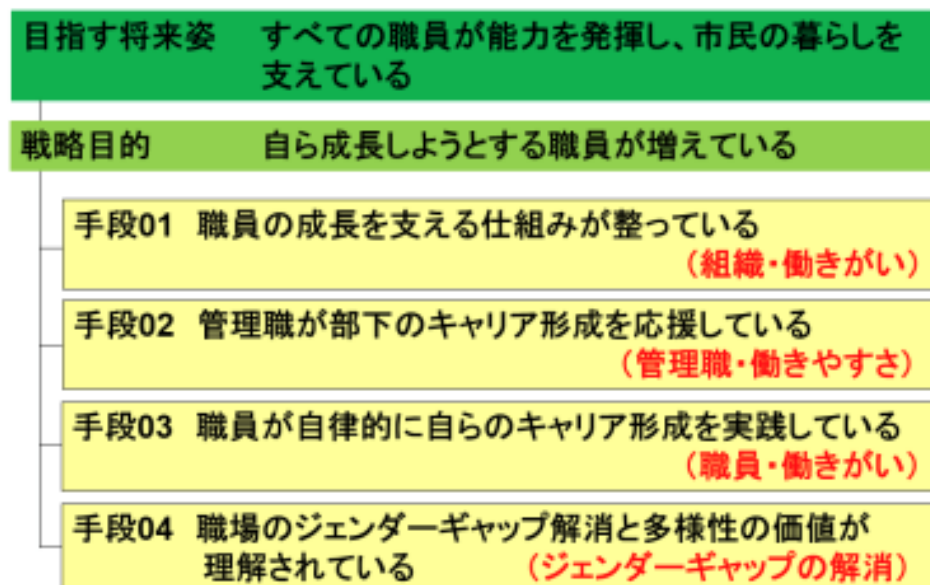 目指す将来姿 すべての職員が能力を発揮し、市民の暮らしを
支えている
戦略目的 自ら成長しようとする職員が増えている
手段01 職員の成長を支える仕組みが整っている
（組織・働きがい）
手段02 管理職が部下のキャリア形成を応援している
（管理職・働きやすさ）
手段03 職員が自律的に自らのキャリア形成を実践している
（職員・働きがい）
手段04 職場のジェンダーギャップ解消と多様性の価値が
理解されている （ジェンダーギャップの解消）